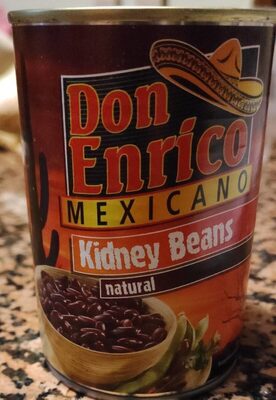 Don
Enrico
MEXICANO
Kidney Beans
natural